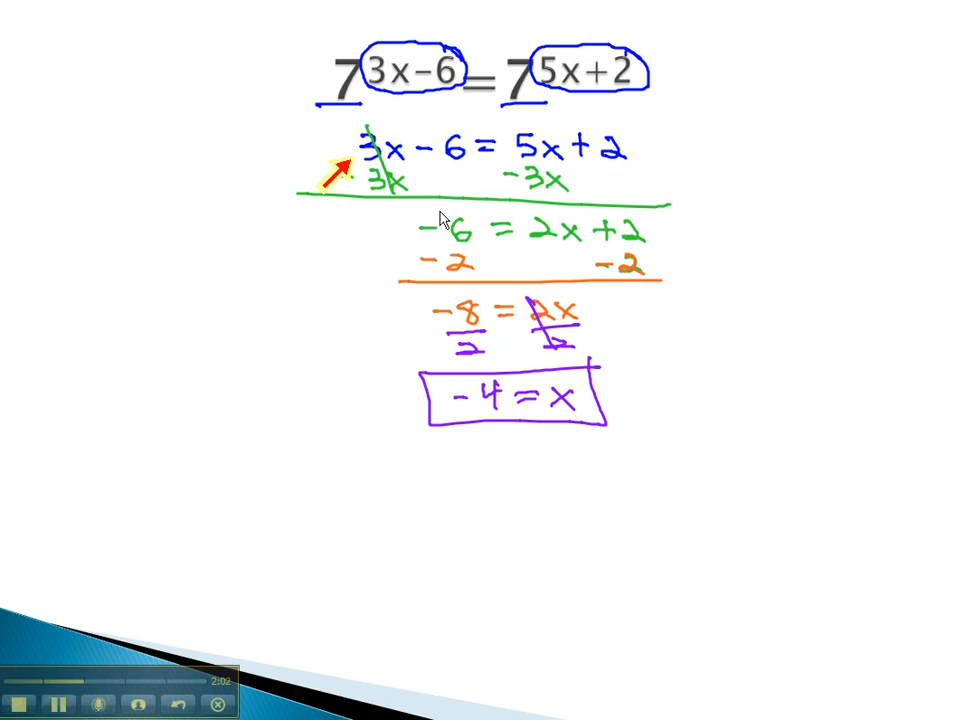 7^(3x-6) = 7^(5x+2)
3x - 6 = 5x + 2
- 3x - 3x
- 6 = 2x + 2
- 2 - 2
- 8 = 2x
2 2
- 4 = x
2:02